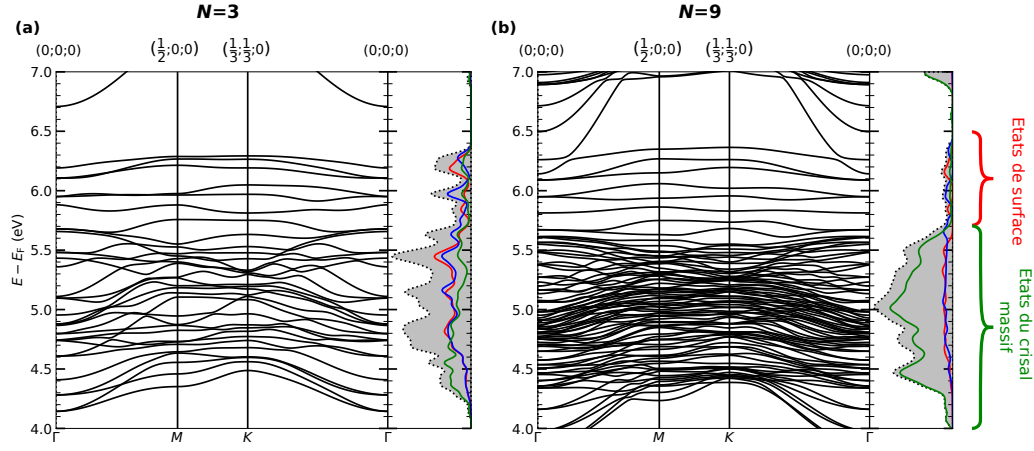 N=3
N=9
(a)
(b)
(0;0;0)
(1/2;0;0)
(1/3;1/3;0)
(0;0;0)
(0;0;0)
(1/2;0;0)
(1/3;1/3;0)
(0;0;0)
7.0
6.5
6.0
5.5
5.0
4.5
4.0
E − E_F (eV)
Γ
M
K
Γ
7.0
6.5
6.0
5.5
5.0
4.5
4.0
Γ
M
K
Γ
Etats de surface
Etats du crisal
massif